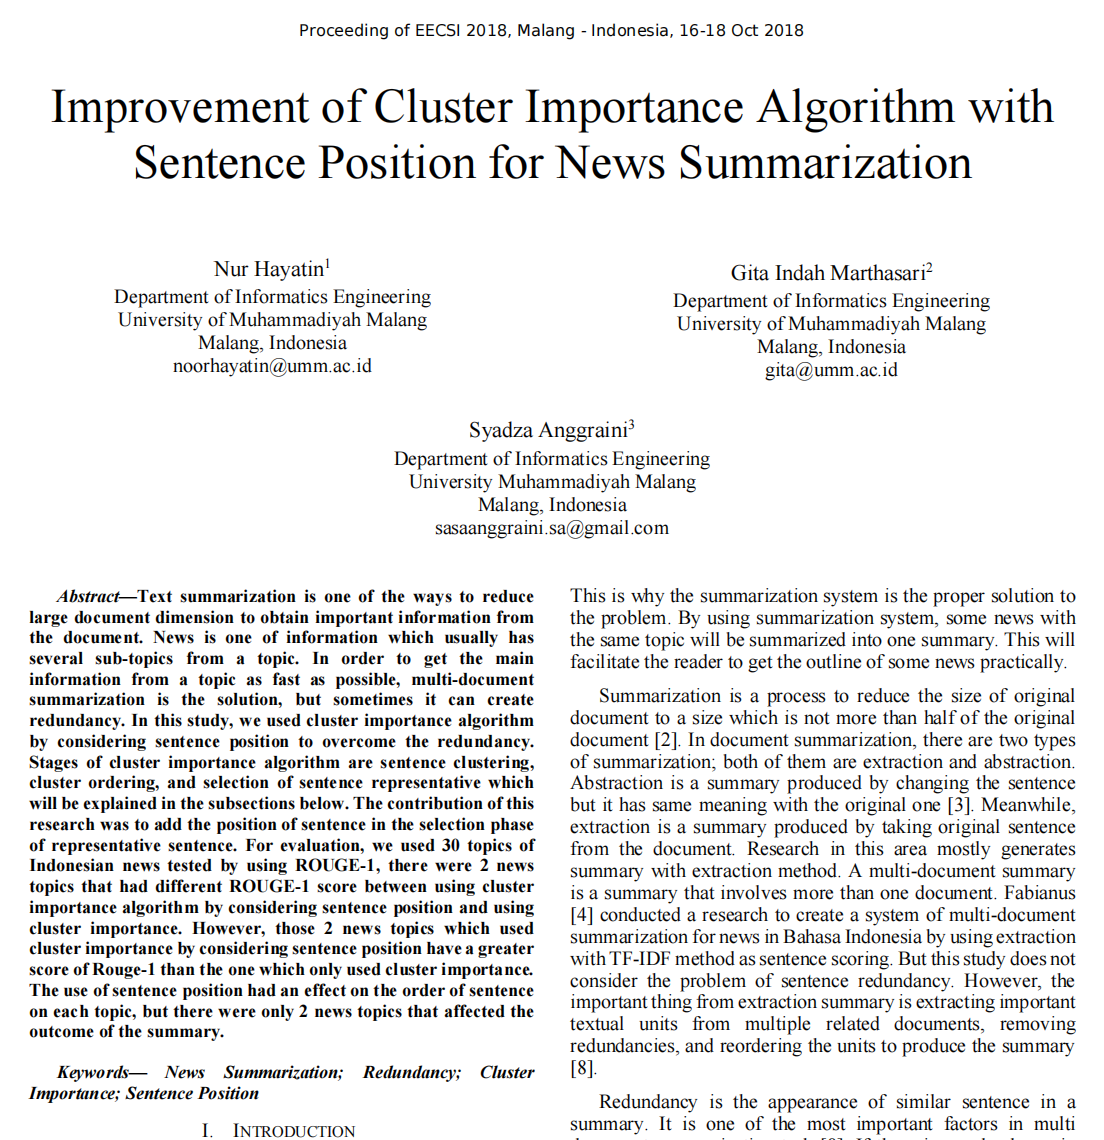 Proceeding of EECSI 2018, Malang - Indonesia, 16-18 Oct 2018
Improvement of Cluster Importance Algorithm with
Sentence Position for News Summarization
Nur Hayatin1
Department of Informatics Engineering
University of Muhammadiyah Malang
Malang, Indonesia
noorhayatin@umm.ac.id
Gita Indah Marthasari2
Department of Informatics Engineering
University of Muhammadiyah Malang
Malang, Indonesia
gita@umm.ac.id
Syadza Anggraini3
Department of Informatics Engineering
University Muhammadiyah Malang
Malang, Indonesia
sasaanggraini.sa@gmail.com
Abstract—Text summarization is one of the ways to reduce
large document dimension to obtain important information from
the document. News is one of information which usually has
several sub-topics from a topic. In order to get the main
information from a topic as fast as possible, multi-document
summarization is the solution, but sometimes it can create
redundancy. In this study, we used cluster importance algorithm
by considering sentence position to overcome the redundancy.
Stages of cluster importance algorithm are sentence clustering,
cluster ordering, and selection of sentence representative which
will be explained in the subsections below. The contribution of this
research was to add the position of sentence in the selection phase
of representative sentence. For evaluation, we used 30 topics of
Indonesian news tested by using ROUGE-1, there were 2 news
topics that had different ROUGE-1 score between using cluster
importance algorithm by considering sentence position and using
cluster importance. However, those 2 news topics which used
cluster importance by considering sentence position have a greater
score of Rouge-1 than the one which only used cluster importance.
The use of sentence position had an effect on the order of sentence
on each topic, but there were only 2 news topics that affected the
outcome of the summary.
Keywords— News Summarization; Redundancy; Cluster
Importance; Sentence Position
I. INTRODUCTION
This is why the summarization system is the proper solution to
the problem. By using summarization system, some news with
the same topic will be summarized into one summary. This will
facilitate the reader to get the outline of some news practically.
Summarization is a process to reduce the size of original
document to a size which is not more than half of the original
document [2]. In document summarization, there are two types
of summarization; both of them are extraction and abstraction.
Abstraction is a summary produced by changing the sentence
but it has same meaning with the original one [3]. Meanwhile,
extraction is a summary produced by taking original sentence
from the document. Research in this area mostly generates
summary with extraction method. A multi-document summary
is a summary that involves more than one document. Fabianus
[4] conducted a research to create a system of multi-document
summarization for news in Bahasa Indonesia by using extraction
with TF-IDF method as sentence scoring. But this study does not
consider the problem of sentence redundancy. However, the
important thing from extraction summary is extracting important
textual units from multiple related documents, removing
redundancies, and reordering the units to produce the summary
[8].
Redundancy is the appearance of similar sentence in a
summary. It is one of the most important factors in multi